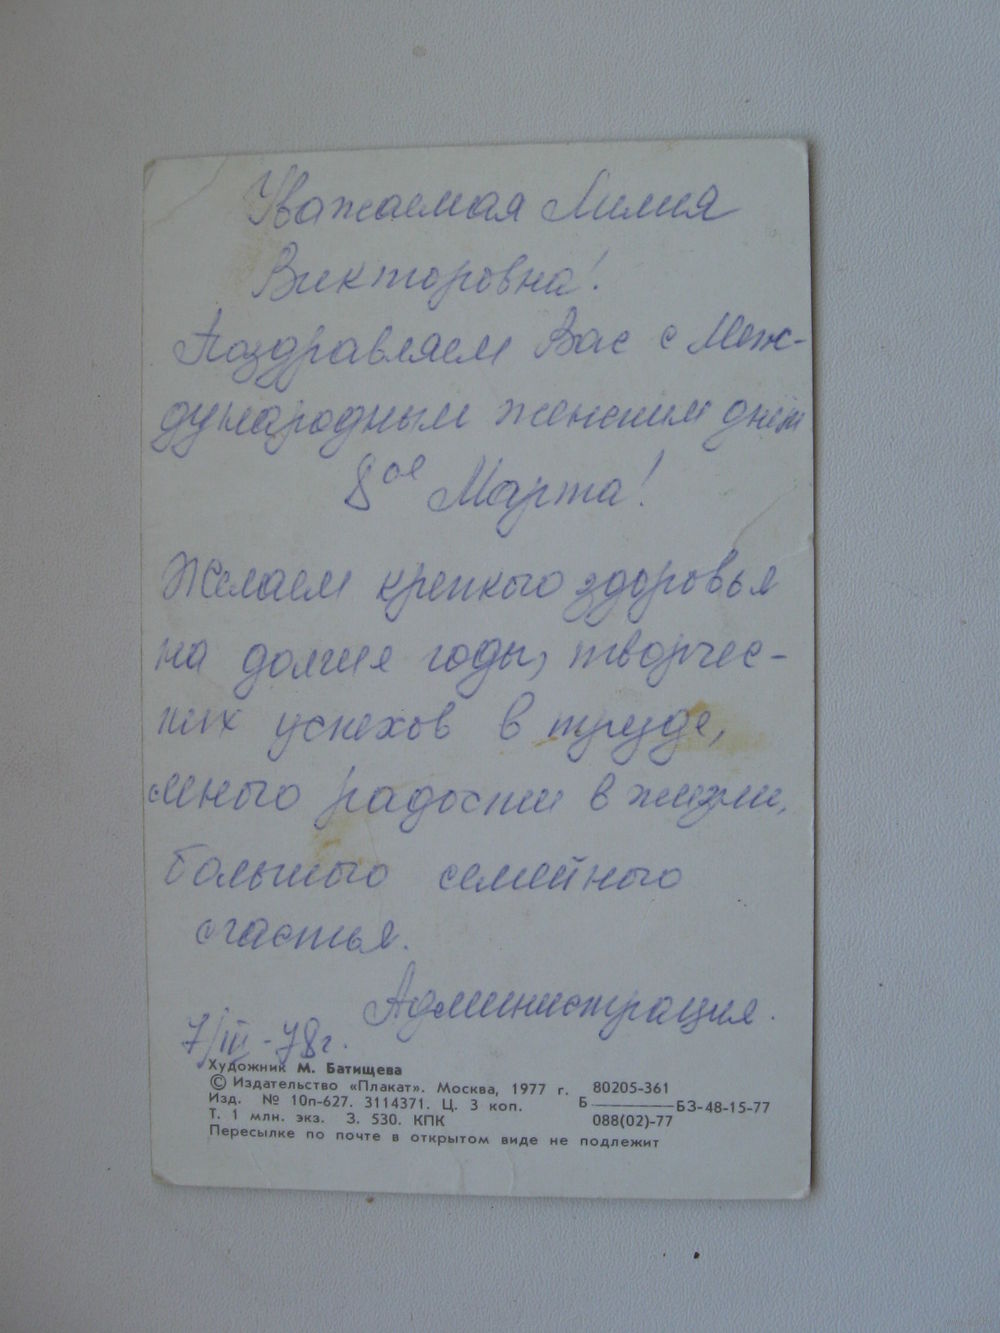 Уважаемая Лилия
Викторовна!
Поздравляем Вас с Меж-
дународным женским днём
8ое Марта!
Желаем крепкого здоровья
на долгие годы, творчес-
ких успехов в труде,
много радости в жизни,
большого семейного
счастья.
Администрация.
7/III-78г.
Художник М. Батищева
© Издательство «Плакат». Москва, 1977 г. 80205-361
Изд. № 10п-627. 3114371. Ц. 3 коп. Б ———— БЗ-48-15-77
Т. 1 млн. экз. З. 530. КПК 088(02)-77
Пересылке по почте в открытом виде не подлежит